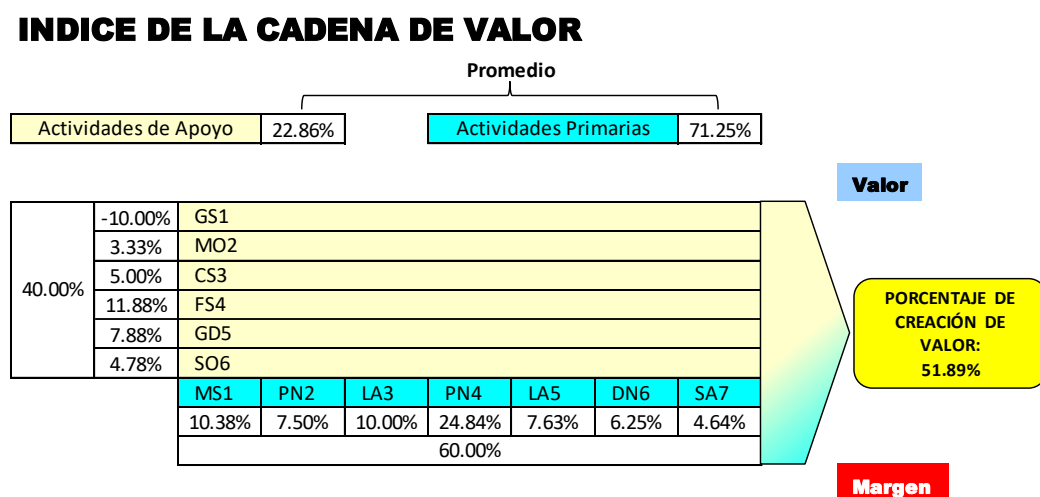 INDICE DE LA CADENA DE VALOR
Promedio
Actividades de Apoyo 22.86% Actividades Primarias 71.25%
Valor
-10.00% GS1
3.33% MO2
5.00% CS3
40.00%
11.88% FS4
7.88% GD5
4.78% SO6
PORCENTAJE DE
CREACIÓN DE
VALOR:
51.89%
MS1 PN2 LA3 PN4 LA5 DN6 SA7
10.38% 7.50% 10.00% 24.84% 7.63% 6.25% 4.64%
60.00%
Margen